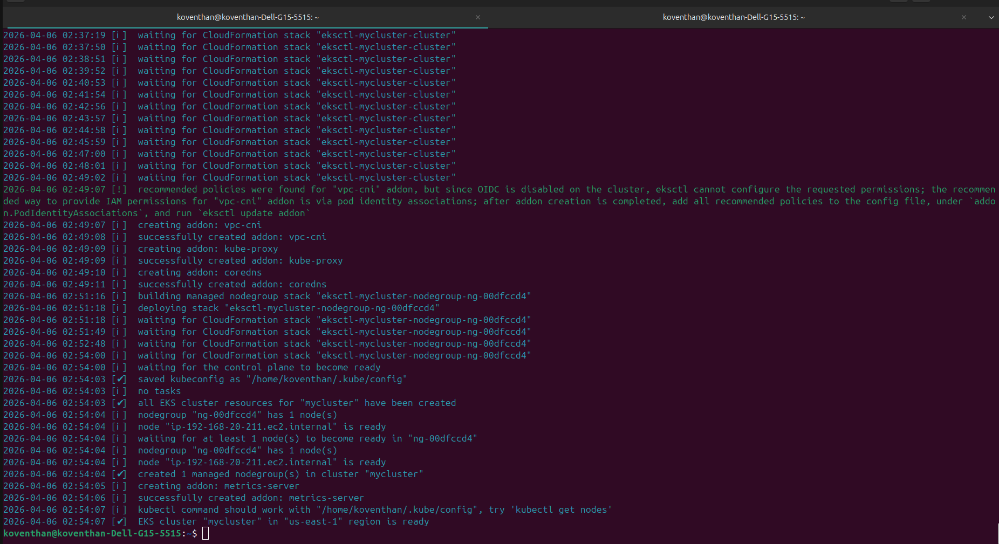 koventhan@koventhan-Dell-G15-5515: ~ × koventhan@koventhan-Dell-G15-5515: ~ ×
2026-04-06 02:37:19 [i]  waiting for CloudFormation stack "eksctl-mycluster-cluster"
2026-04-06 02:37:50 [i]  waiting for CloudFormation stack "eksctl-mycluster-cluster"
2026-04-06 02:38:51 [i]  waiting for CloudFormation stack "eksctl-mycluster-cluster"
2026-04-06 02:39:52 [i]  waiting for CloudFormation stack "eksctl-mycluster-cluster"
2026-04-06 02:40:53 [i]  waiting for CloudFormation stack "eksctl-mycluster-cluster"
2026-04-06 02:41:54 [i]  waiting for CloudFormation stack "eksctl-mycluster-cluster"
2026-04-06 02:42:56 [i]  waiting for CloudFormation stack "eksctl-mycluster-cluster"
2026-04-06 02:43:57 [i]  waiting for CloudFormation stack "eksctl-mycluster-cluster"
2026-04-06 02:44:58 [i]  waiting for CloudFormation stack "eksctl-mycluster-cluster"
2026-04-06 02:45:59 [i]  waiting for CloudFormation stack "eksctl-mycluster-cluster"
2026-04-06 02:47:00 [i]  waiting for CloudFormation stack "eksctl-mycluster-cluster"
2026-04-06 02:48:01 [i]  waiting for CloudFormation stack "eksctl-mycluster-cluster"
2026-04-06 02:49:02 [i]  waiting for CloudFormation stack "eksctl-mycluster-cluster"
2026-04-06 02:49:07 [!]  recommended policies were found for "vpc-cni" addon, but since OIDC is disabled on the cluster, eksctl cannot configure the requested permissions; the recommen
ded way to provide IAM permissions for "vpc-cni" addon is via pod identity associations; after addon creation is completed, add all recommended policies to the config file, under `addo
n.PodIdentityAssociations`, and run `eksctl update addon`
2026-04-06 02:49:07 [i]  creating addon: vpc-cni
2026-04-06 02:49:08 [i]  successfully created addon: vpc-cni
2026-04-06 02:49:09 [i]  creating addon: kube-proxy
2026-04-06 02:49:09 [i]  successfully created addon: kube-proxy
2026-04-06 02:49:10 [i]  creating addon: coredns
2026-04-06 02:49:11 [i]  successfully created addon: coredns
2026-04-06 02:51:16 [i]  building managed nodegroup stack "eksctl-mycluster-nodegroup-ng-00dfccd4"
2026-04-06 02:51:18 [i]  deploying stack "eksctl-mycluster-nodegroup-ng-00dfccd4"
2026-04-06 02:51:18 [i]  waiting for CloudFormation stack "eksctl-mycluster-nodegroup-ng-00dfccd4"
2026-04-06 02:51:49 [i]  waiting for CloudFormation stack "eksctl-mycluster-nodegroup-ng-00dfccd4"
2026-04-06 02:52:48 [i]  waiting for CloudFormation stack "eksctl-mycluster-nodegroup-ng-00dfccd4"
2026-04-06 02:54:00 [i]  waiting for CloudFormation stack "eksctl-mycluster-nodegroup-ng-00dfccd4"
2026-04-06 02:54:00 [i]  waiting for the control plane to become ready
2026-04-06 02:54:03 [✔]  saved kubeconfig as "/home/koventhan/.kube/config"
2026-04-06 02:54:03 [i]  no tasks
2026-04-06 02:54:03 [✔]  all EKS cluster resources for "mycluster" have been created
2026-04-06 02:54:04 [i]  nodegroup "ng-00dfccd4" has 1 node(s)
2026-04-06 02:54:04 [i]  node "ip-192-168-20-211.ec2.internal" is ready
2026-04-06 02:54:04 [i]  waiting for at least 1 node(s) to become ready in "ng-00dfccd4"
2026-04-06 02:54:04 [i]  nodegroup "ng-00dfccd4" has 1 node(s)
2026-04-06 02:54:04 [i]  node "ip-192-168-20-211.ec2.internal" is ready
2026-04-06 02:54:04 [✔]  created 1 managed nodegroup(s) in cluster "mycluster"
2026-04-06 02:54:05 [i]  creating addon: metrics-server
2026-04-06 02:54:06 [i]  successfully created addon: metrics-server
2026-04-06 02:54:07 [i]  kubectl command should work with "/home/koventhan/.kube/config", try 'kubectl get nodes'
2026-04-06 02:54:07 [✔]  EKS cluster "mycluster" in "us-east-1" region is ready
koventhan@koventhan-Dell-G15-5515:~$